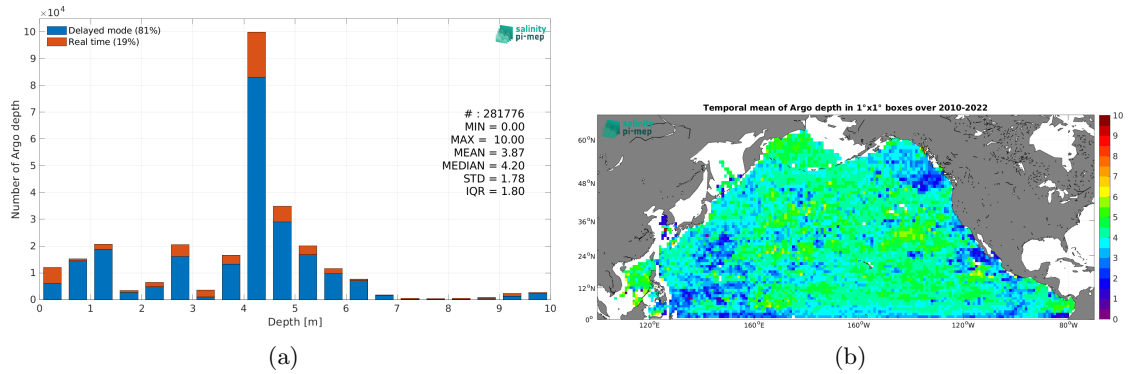 ×10⁴
Delayed mode (81%)
Real time (19%)
salinity
pi-mep
# : 281776
MIN = 0.00
MAX = 10.00
MEAN = 3.87
MEDIAN = 4.20
STD = 1.78
IQR = 1.80
Number of Argo depth
10
9
8
7
6
5
4
3
2
1
0
0 1 2 3 4 5 6 7 8 9 10
Depth [m]
(a)
Temporal mean of Argo depth in 1°x1° boxes over 2010-2022
salinity
pi-mep
60°N
48°N
36°N
24°N
12°N
0°
120°E 160°E 160°W 120°W 80°W
10
9
8
7
6
5
4
3
2
1
0
(b)